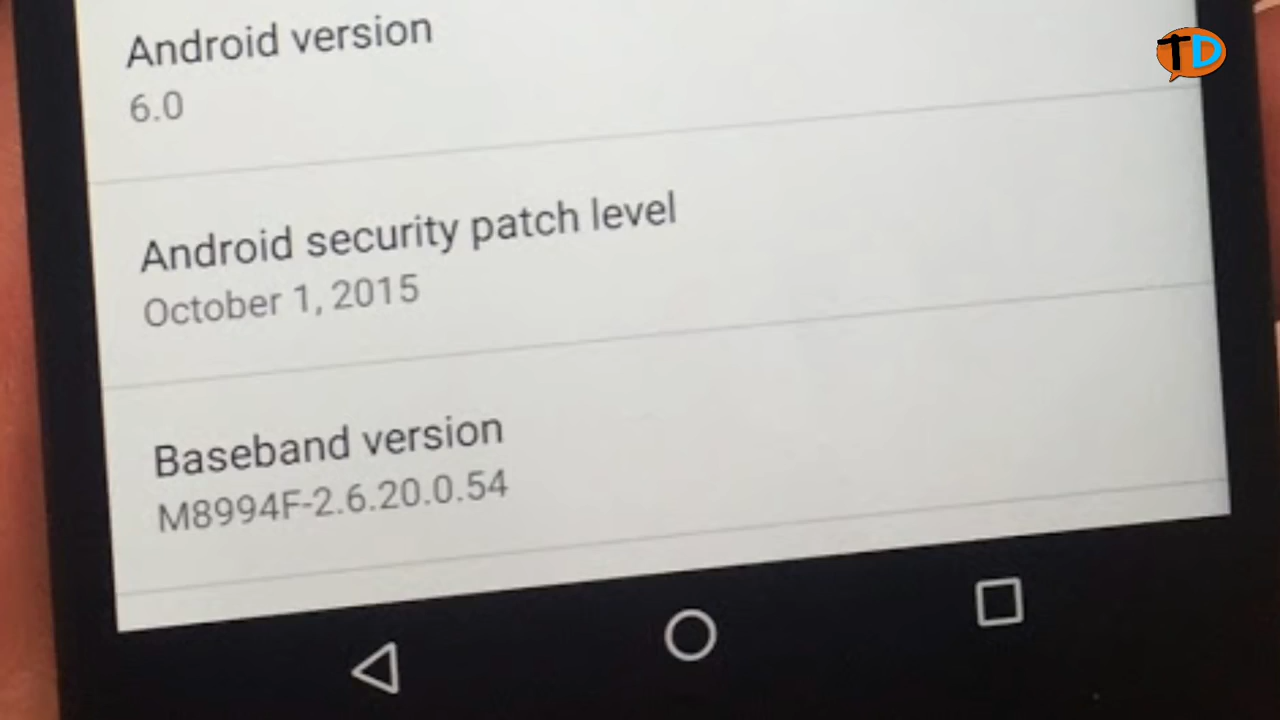 Android version
6.0
Android security patch level
October 1, 2015
Baseband version
M8994F-2.6.20.0.54
TD